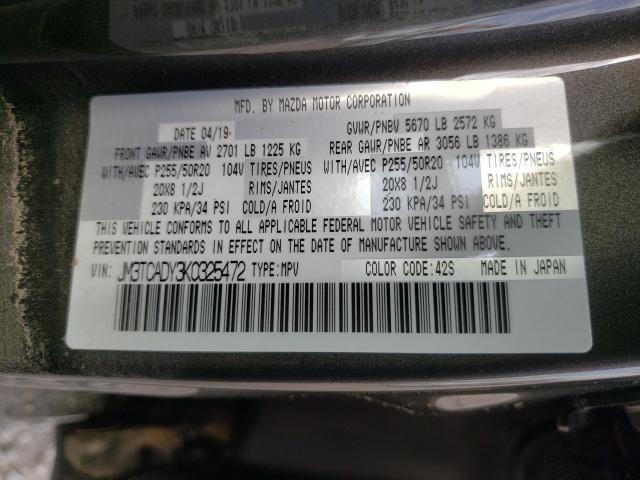 MFD. BY MAZDA MOTOR CORPORATION
DATE 04/19
GVWR/PNBV 5670 LB 2572 KG
FRONT GAWR/PNBE AV 2701 LB 1225 KG
REAR GAWR/PNBE AR 3056 LB 1386 KG
WITH/AVEC P255/50R20 104V TIRES/PNEUS
WITH/AVEC P255/50R20 104V TIRES/PNEUS
20X8 1/2J RIMS/JANTES
20X8 1/2J RIMS/JANTES
230 KPA/34 PSI COLD/A FROID
230 KPA/34 PSI COLD/A FROID
THIS VEHICLE CONFORMS TO ALL APPLICABLE FEDERAL MOTOR VEHICLE SAFETY AND THEFT
PREVENTION STANDARDS IN EFFECT ON THE DATE OF MANUFACTURE SHOWN ABOVE.
VIN: JM3TCADY3K0325472 TYPE:MPV COLOR CODE:42S MADE IN JAPAN